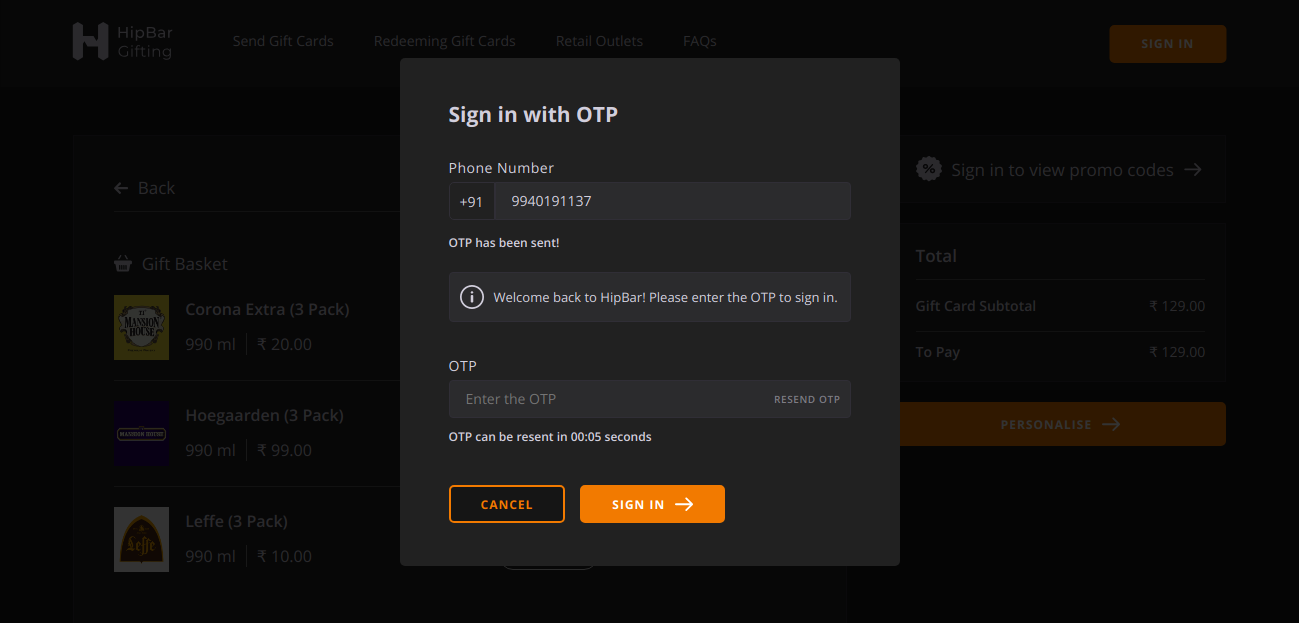 HipBar
Gifting
Send Gift Cards
Redeeming Gift Cards
Retail Outlets
FAQs
SIGN IN
Sign in with OTP
Phone Number
+91 9940191137
OTP has been sent!
Welcome back to HipBar! Please enter the OTP to sign in.
OTP
Enter the OTP RESEND OTP
OTP can be resent in 00:05 seconds
CANCEL
SIGN IN
Back
Gift Basket
MANSION
HOUSE
Corona Extra (3 Pack)
990 ml ₹ 20.00
MANSION HOUSE
Hoegaarden (3 Pack)
990 ml ₹ 99.00
Leffe
Leffe (3 Pack)
990 ml ₹ 10.00
% Sign in to view promo codes
Total
Gift Card Subtotal ₹ 129.00
To Pay ₹ 129.00
PERSONALISE